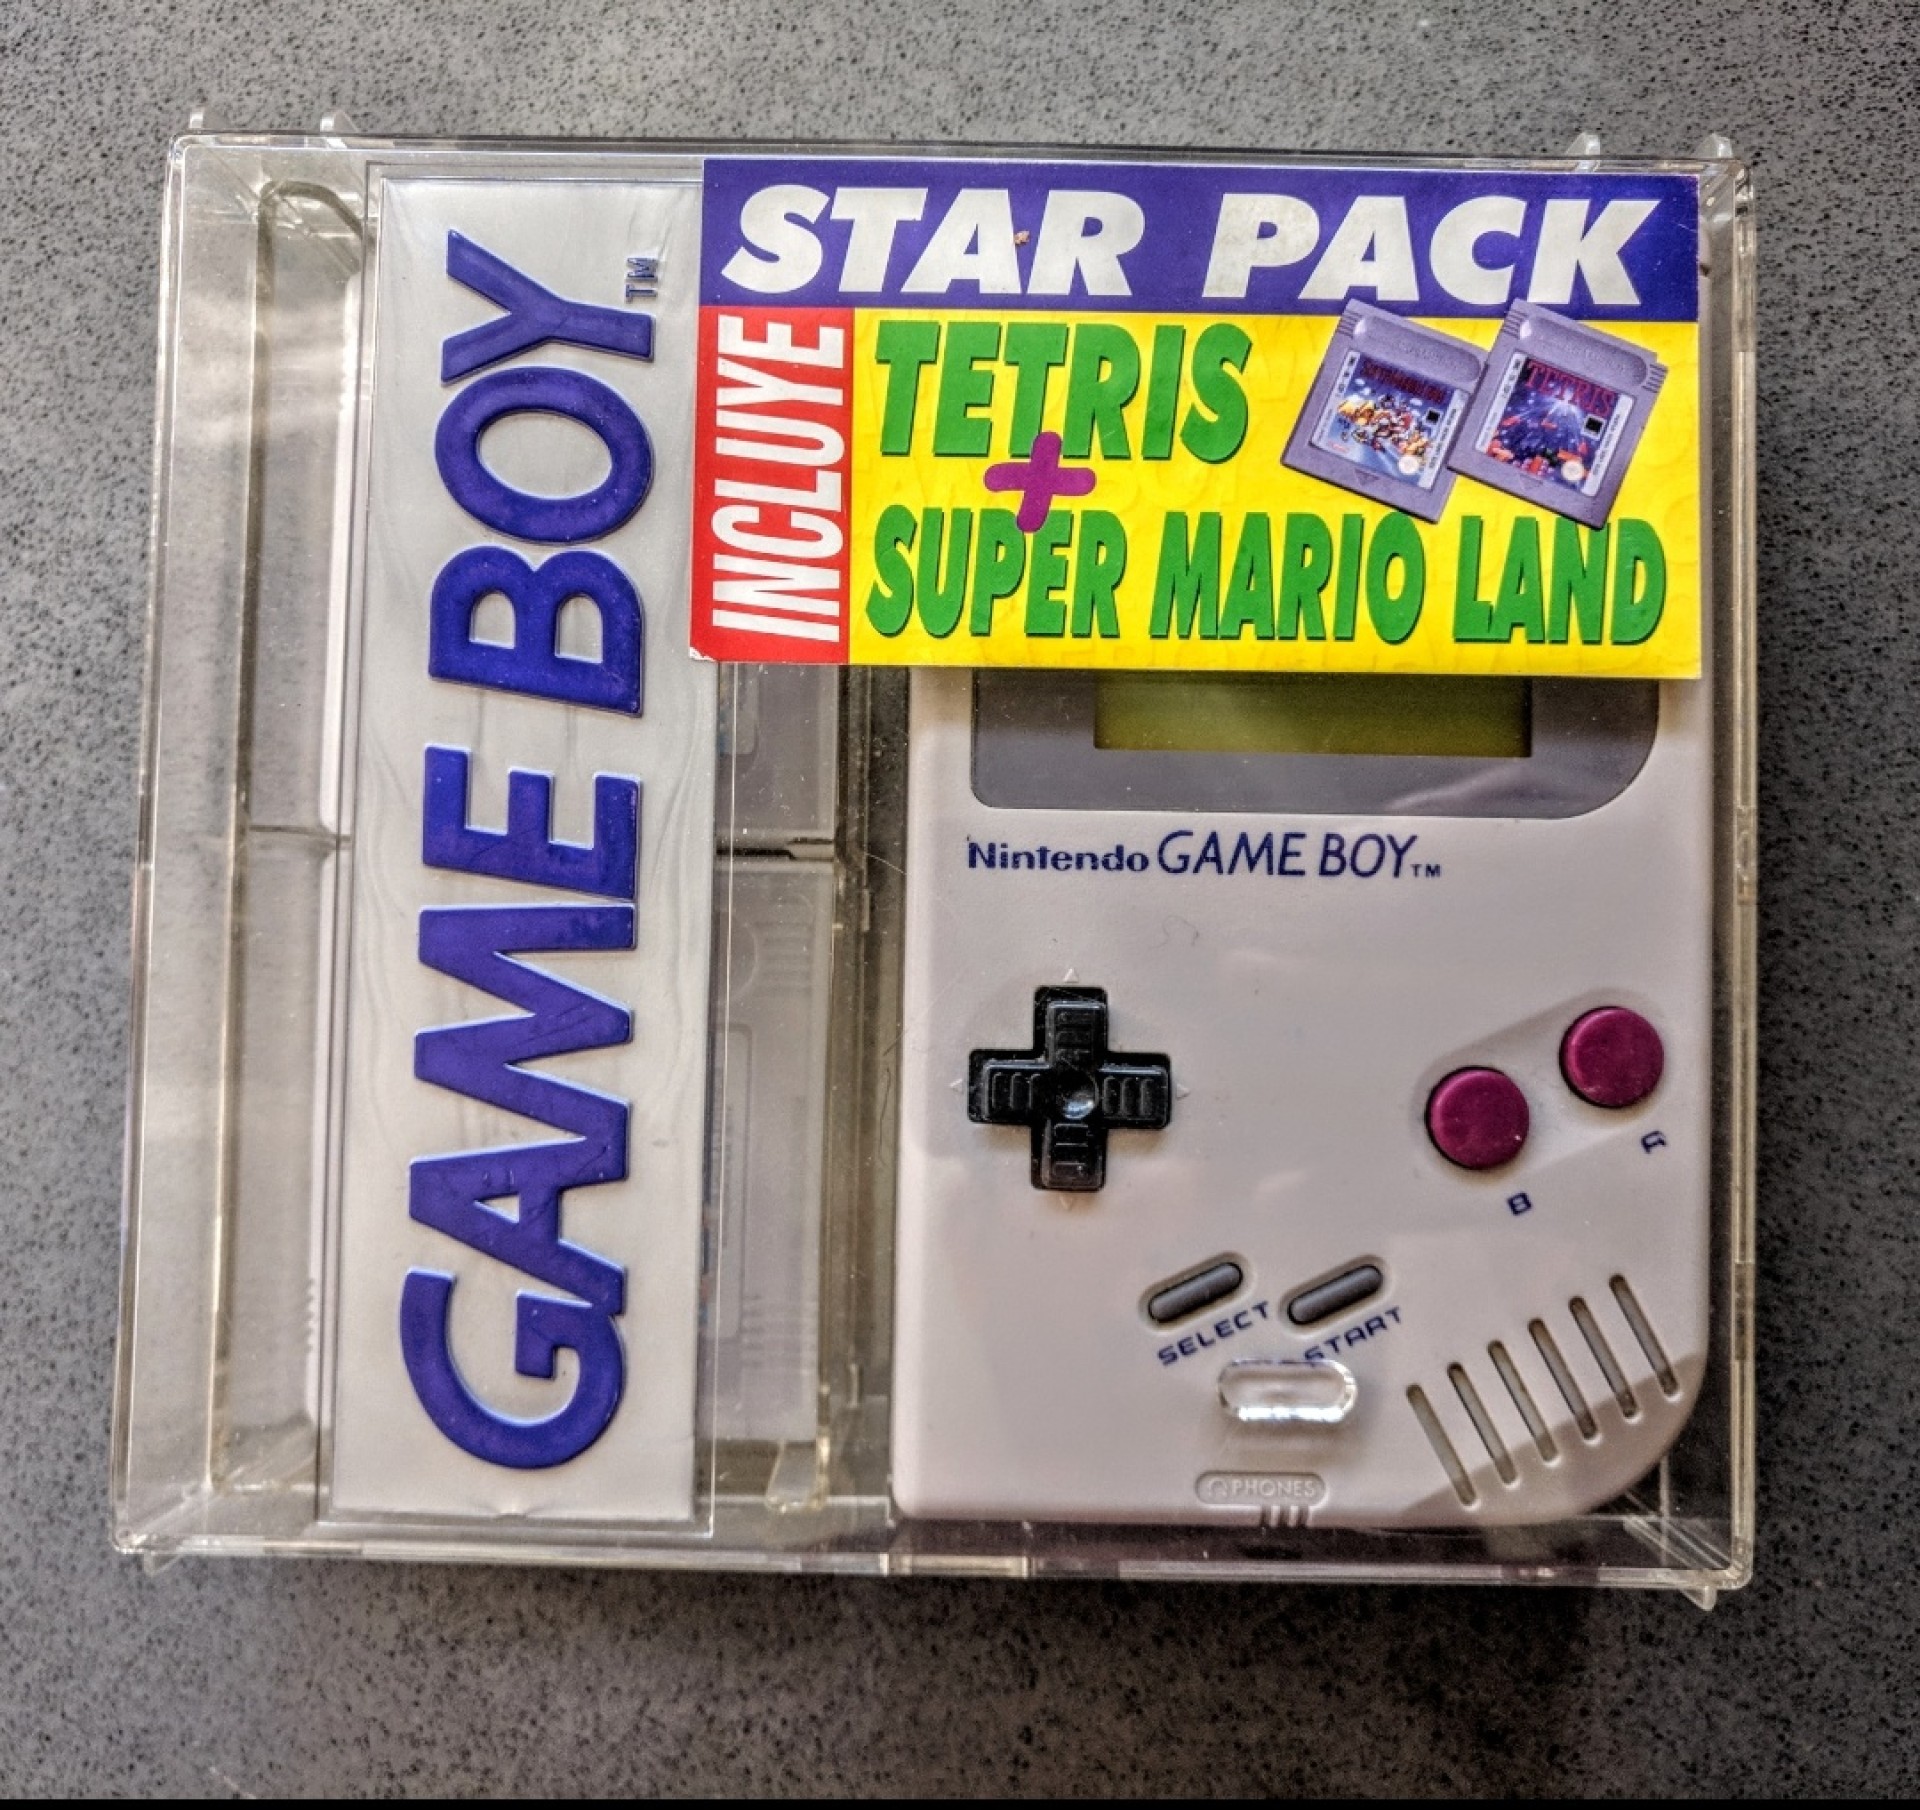 GAME BOY™
STAR PACK
INCLUYE
TETRIS
+
SUPER MARIO LAND
TETRIS
Nintendo GAME BOY™
A
B
SELECT
START
PHONES